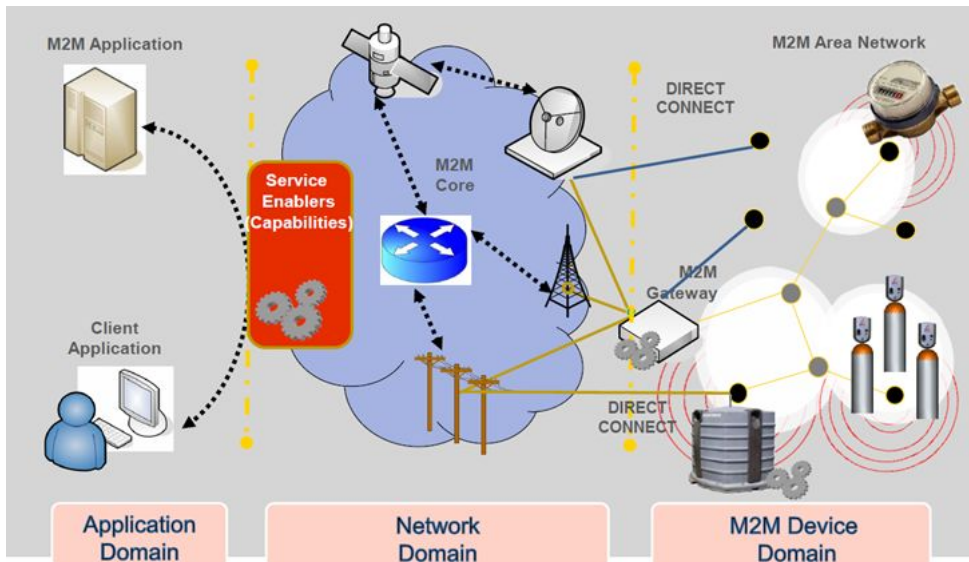 M2M Application
M2M Area Network
DIRECT
CONNECT
M2M
Core
Service
Enablers
(Capabilities)
M2M
Gateway
Client
Application
DIRECT
CONNECT
Application
Domain
Network
Domain
M2M Device
Domain